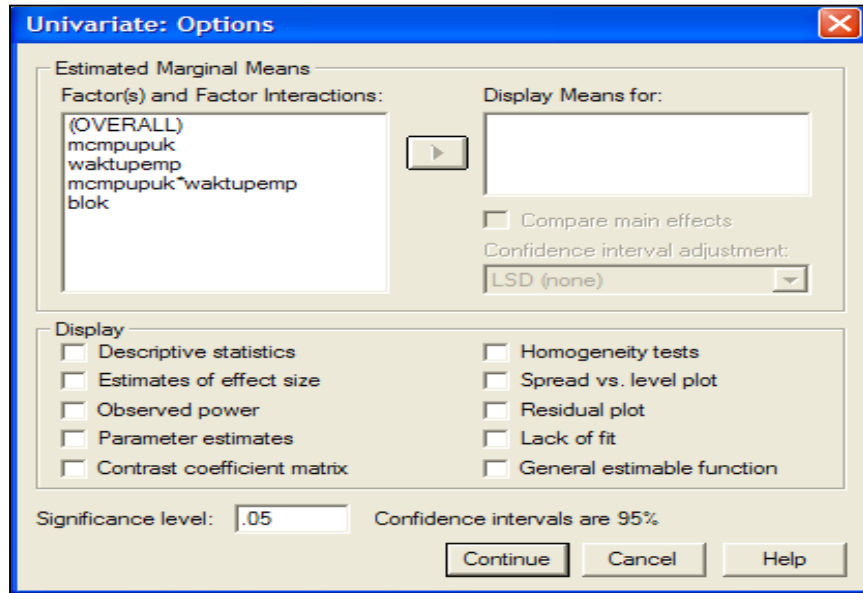 Univariate: Options
Estimated Marginal Means
Factor(s) and Factor Interactions:
(OVERALL)
mcmpupuk
waktupemp
mcmpupuk*waktupemp
blok
Display Means for:
Compare main effects
Confidence interval adjustment:
LSD (none)
Display
Descriptive statistics
Estimates of effect size
Observed power
Parameter estimates
Contrast coefficient matrix
Homogeneity tests
Spread vs. level plot
Residual plot
Lack of fit
General estimable function
Significance level: .05 Confidence intervals are 95%
Continue Cancel Help